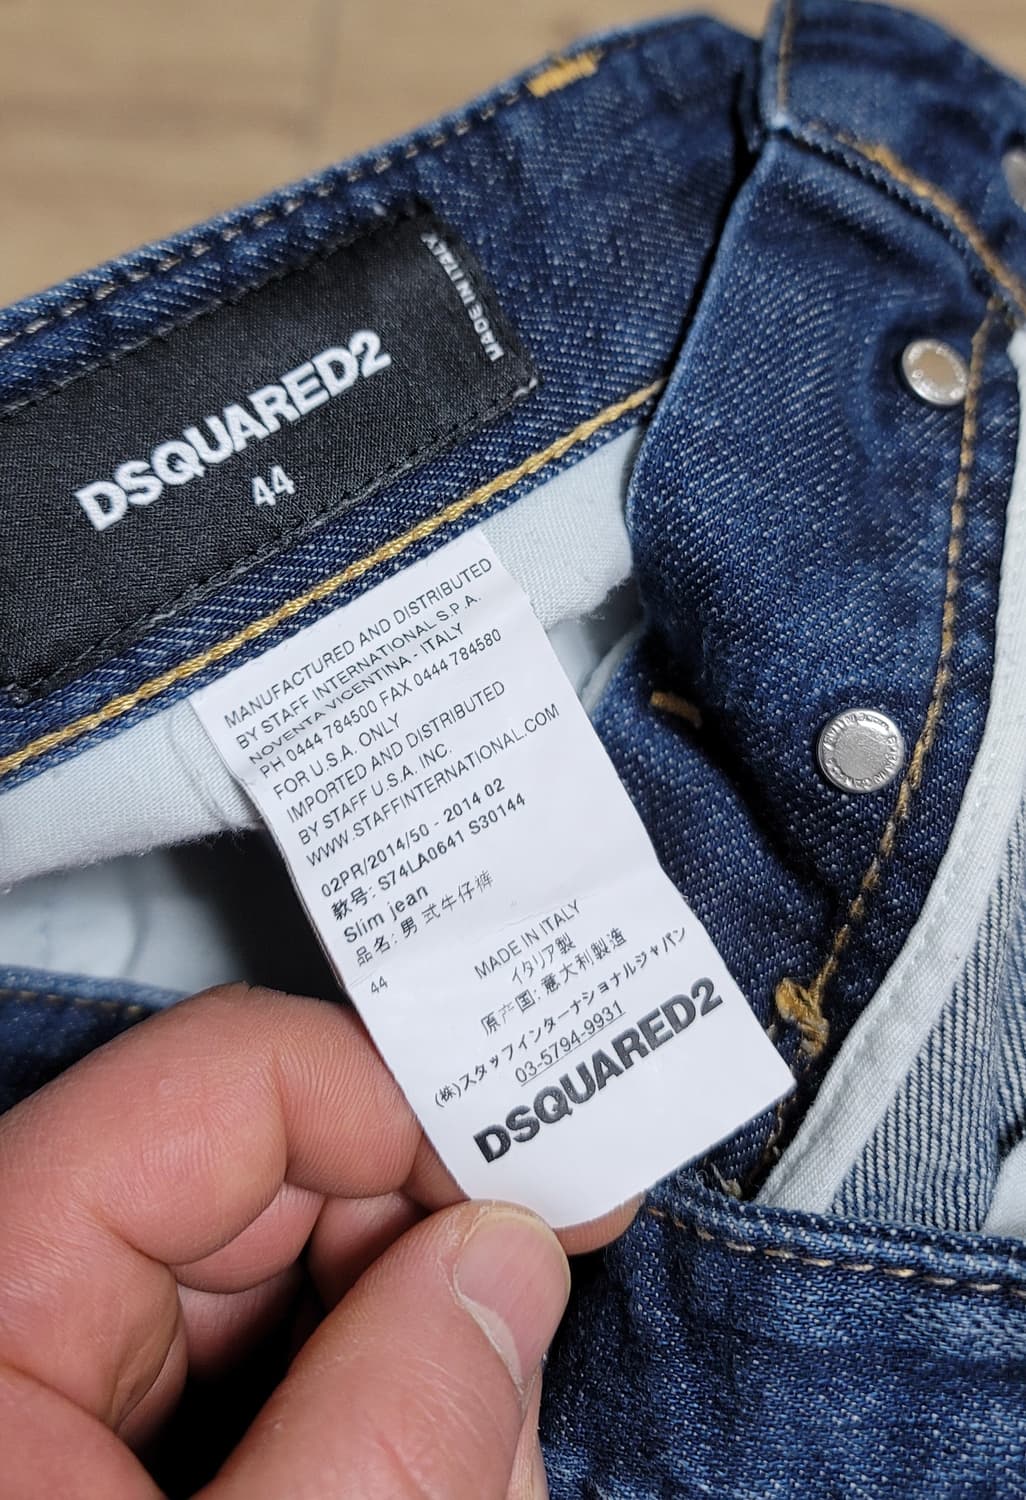 DSQUARED2
44
MADE IN ITALY
MANUFACTURED AND DISTRIBUTED
BY STAFF INTERNATIONAL S.P.A.
NOVENTA VICENTINA - ITALY
PH 0444 784500 FAX 0444 784580
FOR U.S.A. ONLY
IMPORTED AND DISTRIBUTED
BY STAFF U.S.A. INC.
WWW.STAFFINTERNATIONAL.COM
02PR/2014/50 - 2014 02
款号: S74LA0641 S30144
Slim jean
品名: 男 式牛仔裤
44
MADE IN ITALY
イタリア製
原产国: 意大利製造
(株)スタッフインターナショナルジャパン
03-5794-9931
DSQUARED2